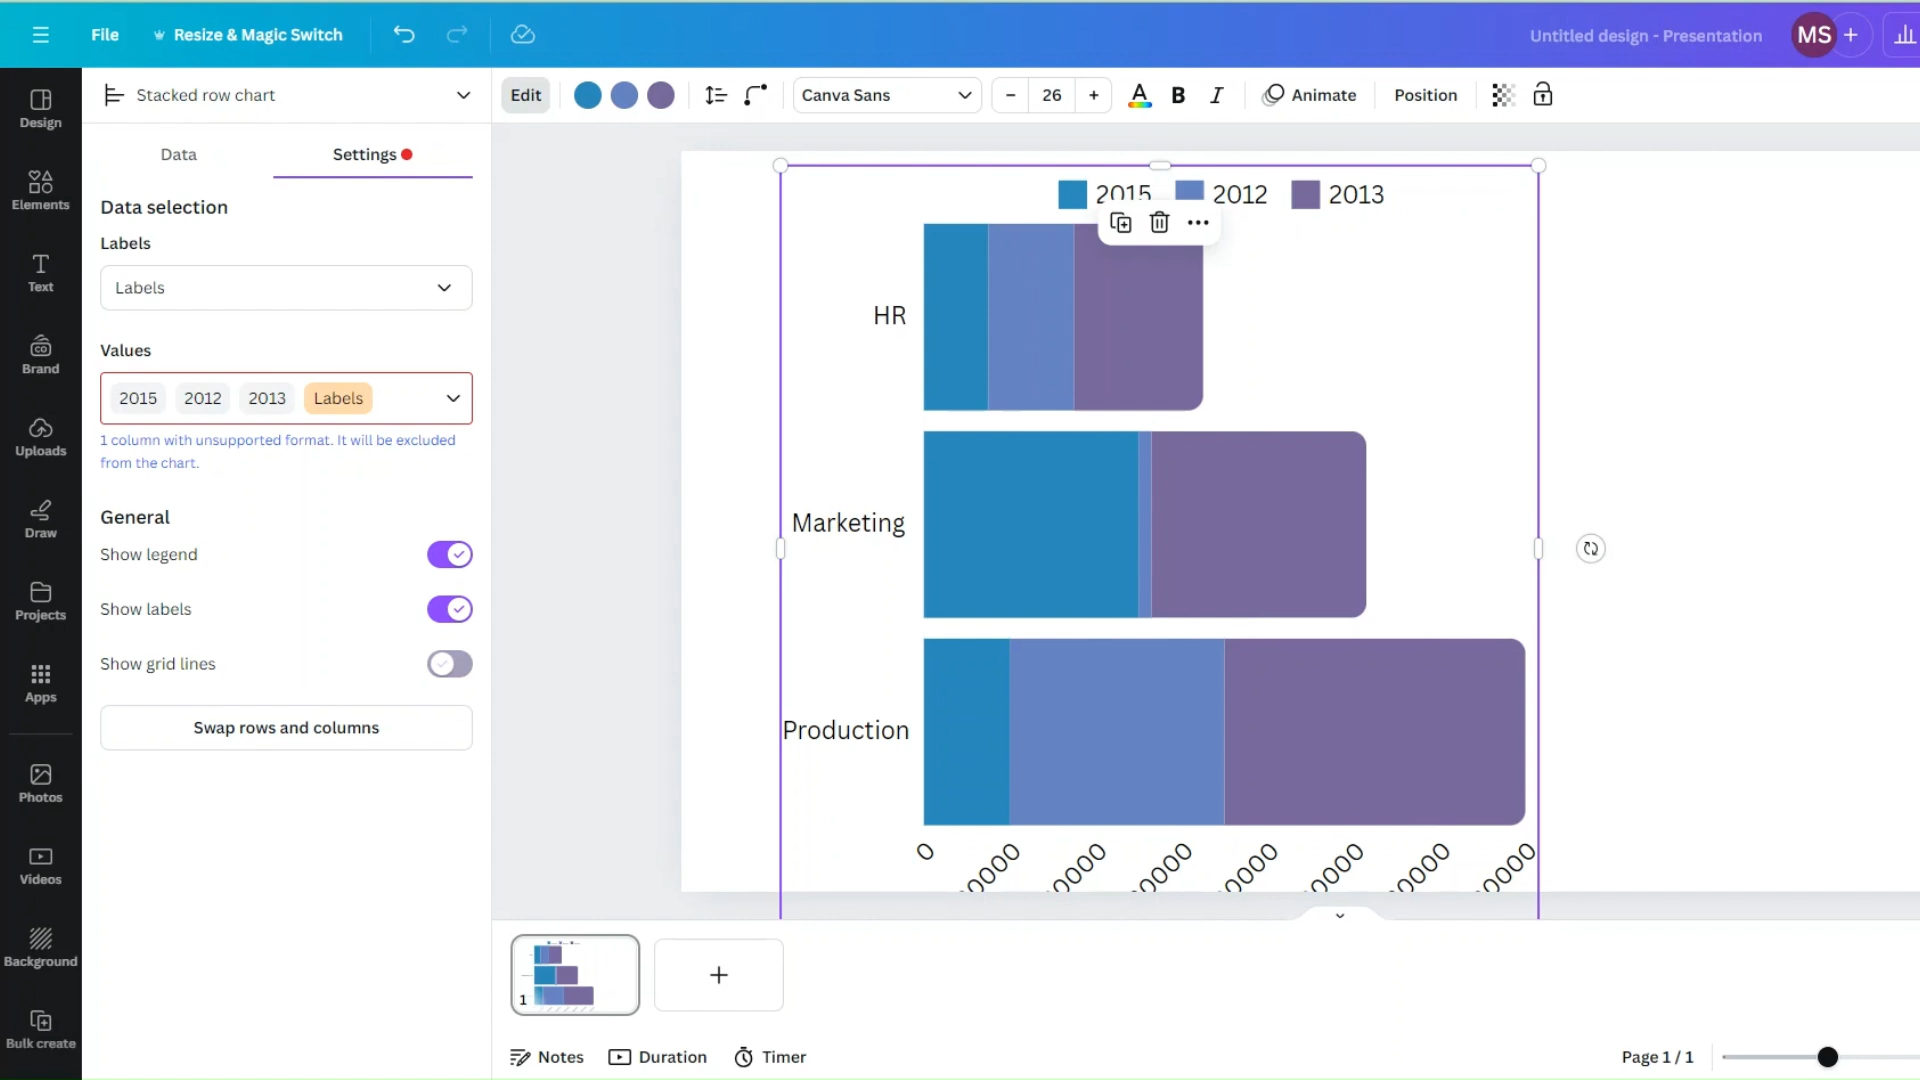 File
Resize & Magic Switch
Untitled design - Presentation
MS
Design
Elements
Text
Brand
Uploads
Draw
Projects
Apps
Photos
Videos
Background
Bulk create
Stacked row chart
Data
Settings
Data selection
Labels
Labels
Values
2015 2012 2013 Labels
1 column with unsupported format. It will be excluded
from the chart.
General
Show legend
Show labels
Show grid lines
Swap rows and columns
Edit
Canva Sans
26
A
B
I
Animate
Position
2015 2012 2013
HR
Marketing
Production
0
1
Notes
Duration
Timer
Page 1 / 1